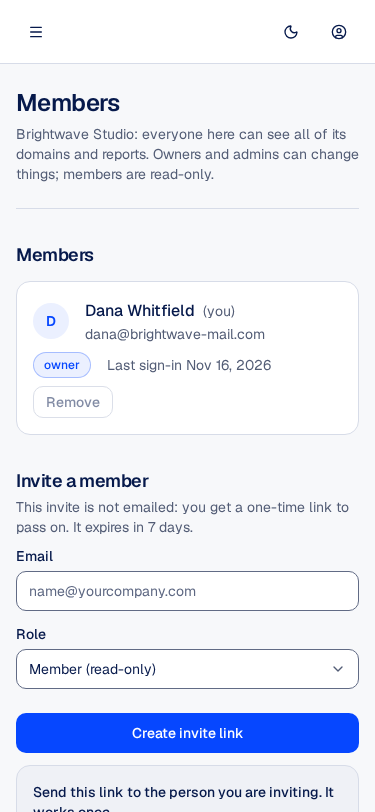 Members
Brightwave Studio: everyone here can see all of its
domains and reports. Owners and admins can change
things; members are read-only.
Members
D
Dana Whitfield (you)
dana@brightwave-mail.com
owner
Last sign-in Nov 16, 2026
Remove
Invite a member
This invite is not emailed: you get a one-time link to
pass on. It expires in 7 days.
Email
name@yourcompany.com
Role
Member (read-only)
Create invite link
Send this link to the person you are inviting. It
works once